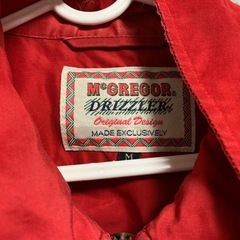 McGREGOR.
DRIZZLER
Original Design
MADE EXCLUSIVELY
M